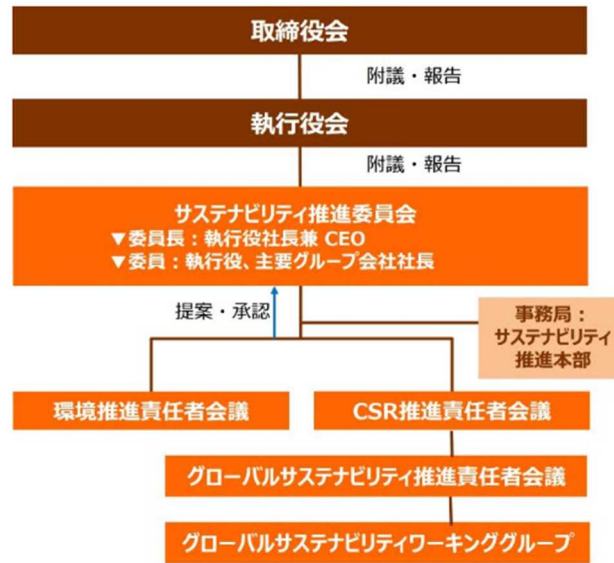 取締役会
附議・報告
執行役会
附議・報告
サステナビリティ推進委員会
▼委員長：執行役社長兼 CEO
▼委員：執行役、主要グループ会社社長
提案・承認
事務局：
サステナビリティ
推進本部
環境推進責任者会議
CSR推進責任者会議
グローバルサステナビリティ推進責任者会議
グローバルサステナビリティワーキンググループ